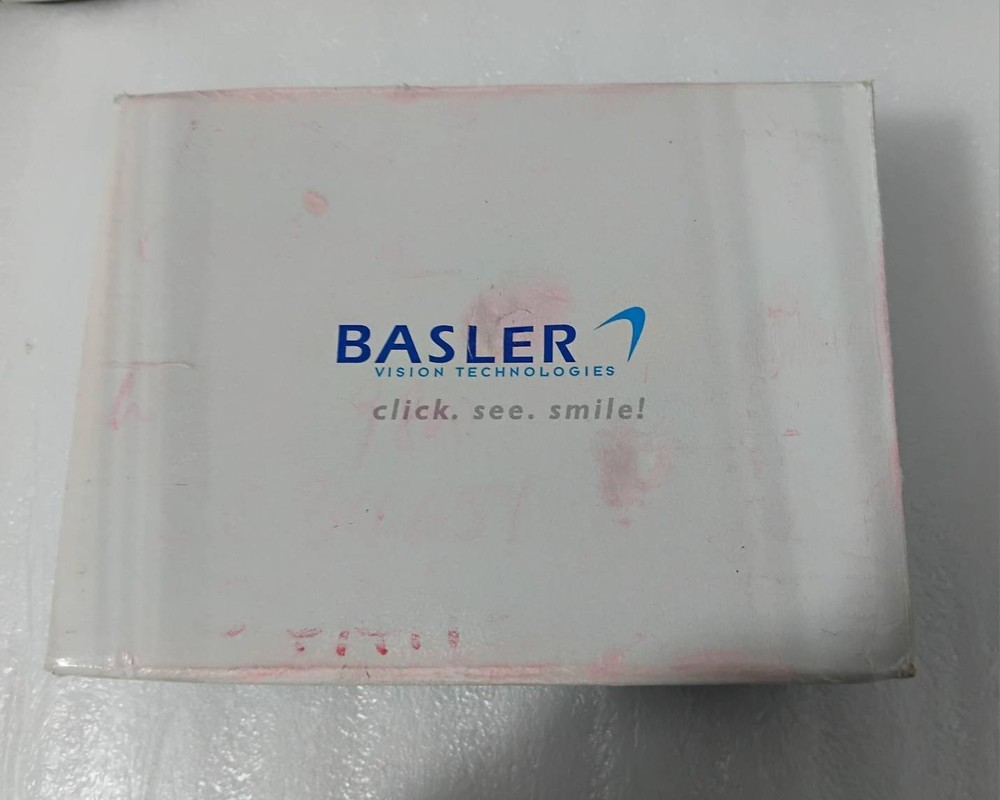 BASLER
VISION TECHNOLOGIES
click. see. smile!